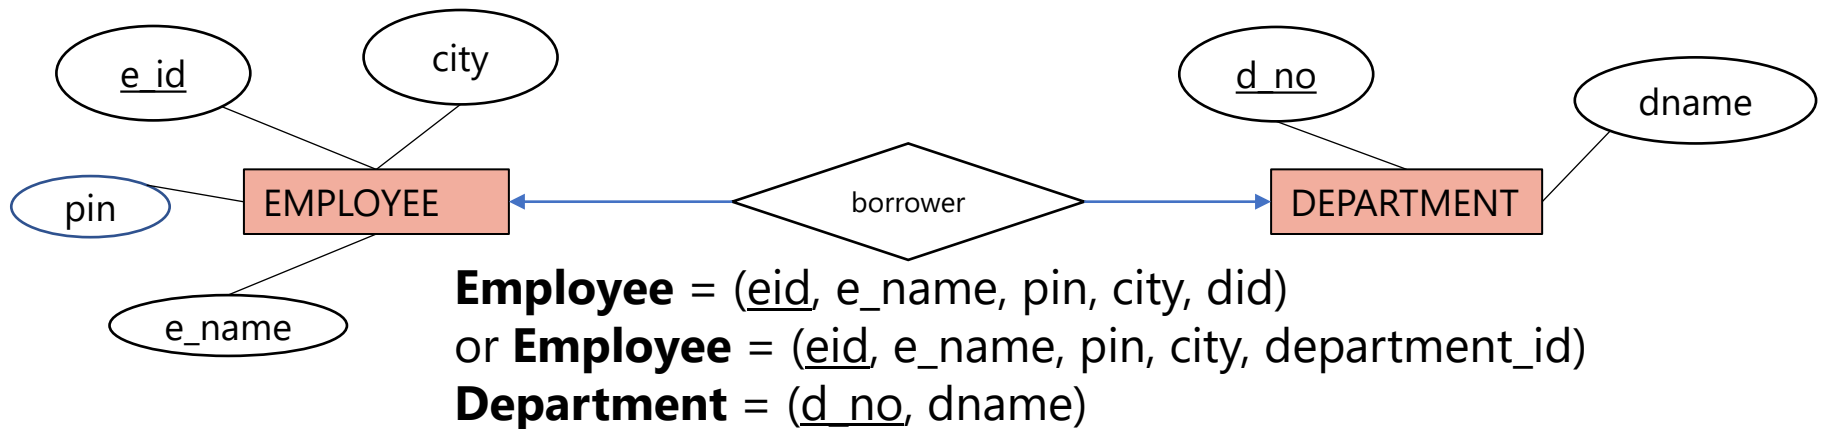 e_id
city
d_no
dname
pin
EMPLOYEE
borrower
DEPARTMENT
e_name
Employee = (eid, e_name, pin, city, did)
or Employee = (eid, e_name, pin, city, department_id)
Department = (d_no, dname)